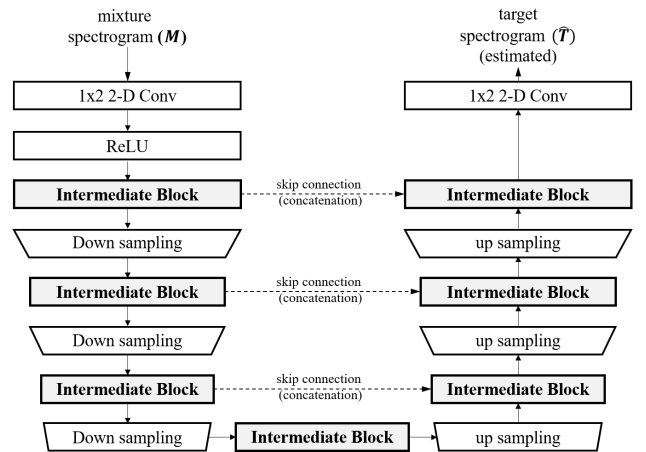 mixture
spectrogram (M)
1x2 2-D Conv
ReLU
Intermediate Block
Down sampling
Intermediate Block
Down sampling
Intermediate Block
Down sampling
Intermediate Block
skip connection
(concatenation)
skip connection
(concatenation)
skip connection
(concatenation)
target
spectrogram (T̂)
(estimated)
1x2 2-D Conv
Intermediate Block
up sampling
Intermediate Block
up sampling
Intermediate Block
up sampling